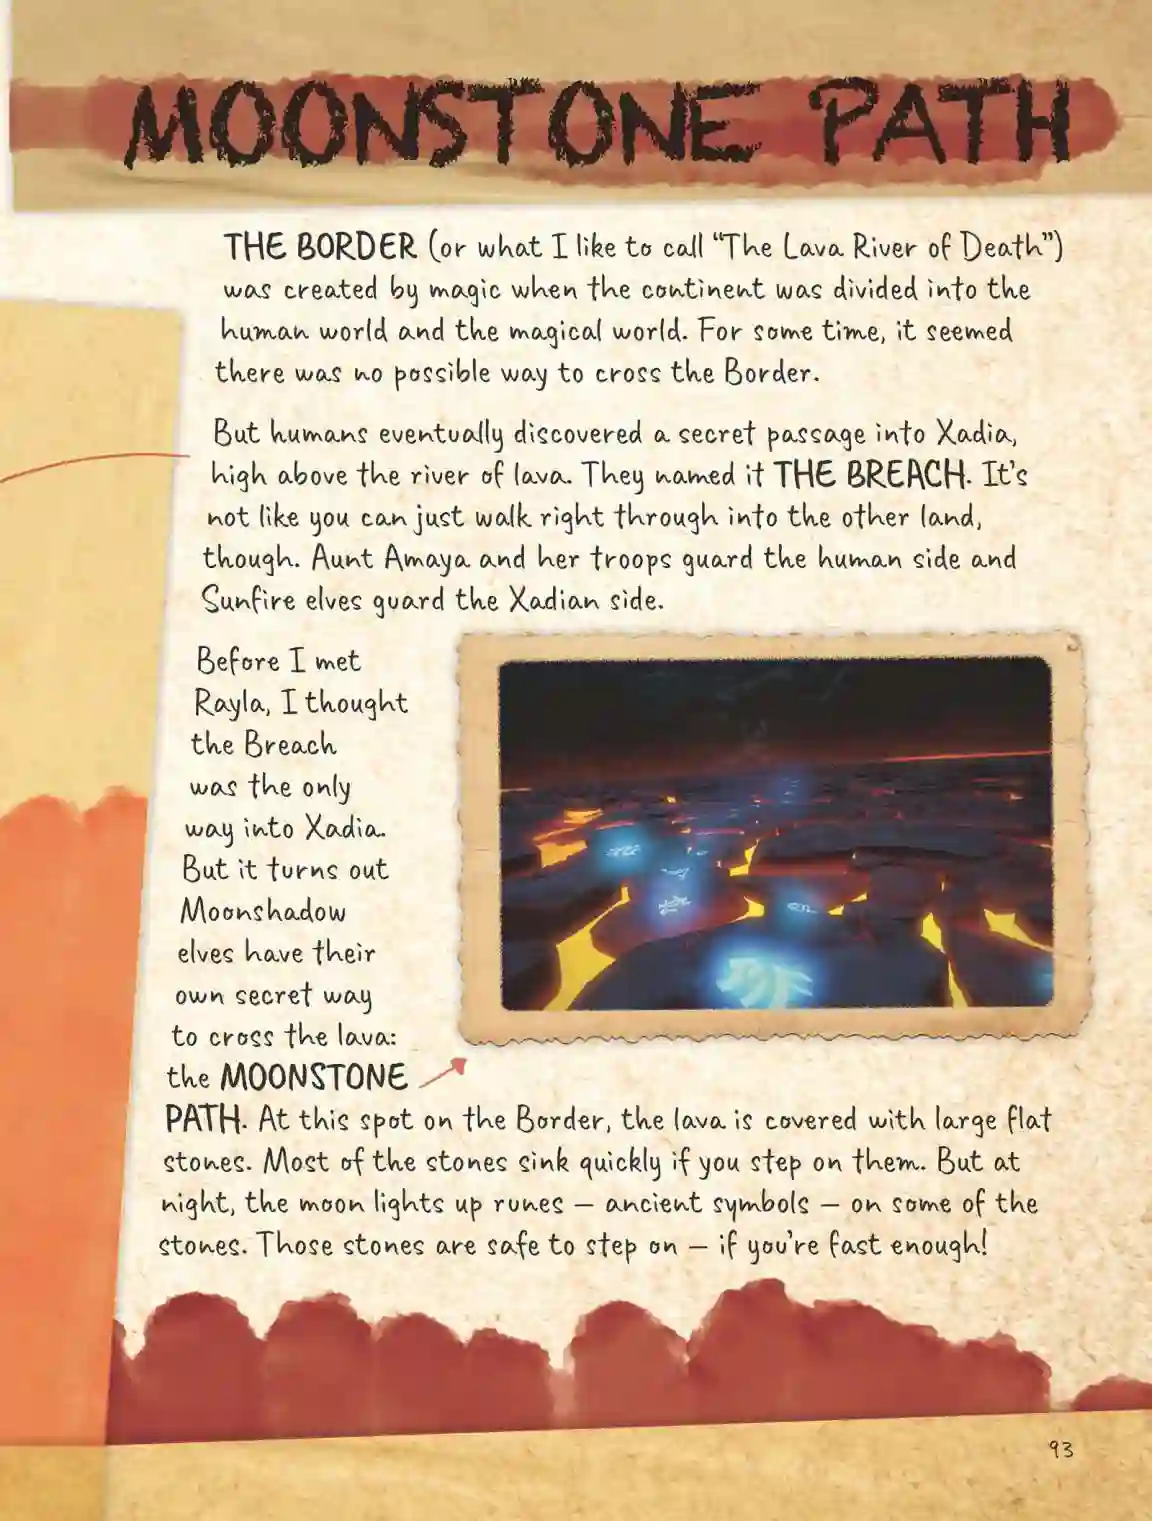 MOONSTONE PATH
THE BORDER (or what I like to call “The Lava River of Death”)
was created by magic when the continent was divided into the
human world and the magical world. For some time, it seemed
there was no possible way to cross the Border.
But humans eventually discovered a secret passage into Xadia,
high above the river of lava. They named it THE BREACH. It’s
not like you can just walk right through into the other land,
though. Aunt Amaya and her troops guard the human side and
Sunfire elves guard the Xadian side.
Before I met
Rayla, I thought
the Breach
was the only
way into Xadia.
But it turns out
Moonshadow
elves have their
own secret way
to cross the lava:
the MOONSTONE
PATH. At this spot on the Border, the lava is covered with large flat
stones. Most of the stones sink quickly if you step on them. But at
night, the moon lights up runes — ancient symbols — on some of the
stones. Those stones are safe to step on — if you’re fast enough!
93